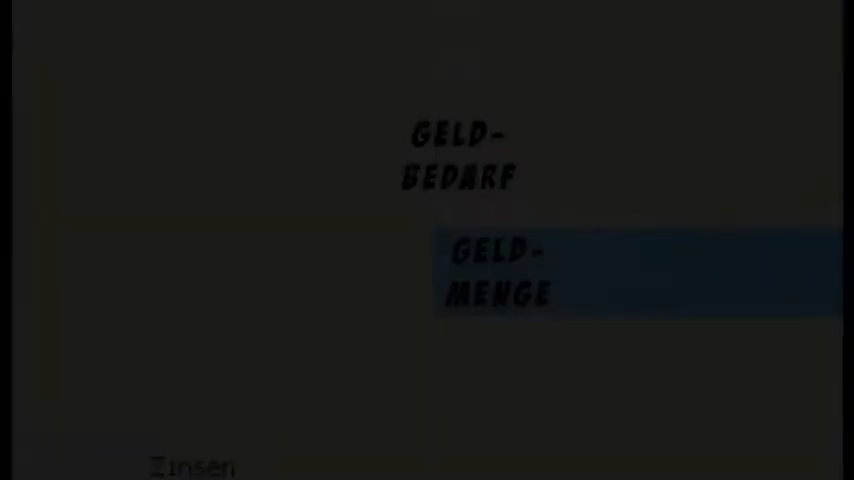 GELD-
BEDARF
GELD-
MENGE
Zinsen